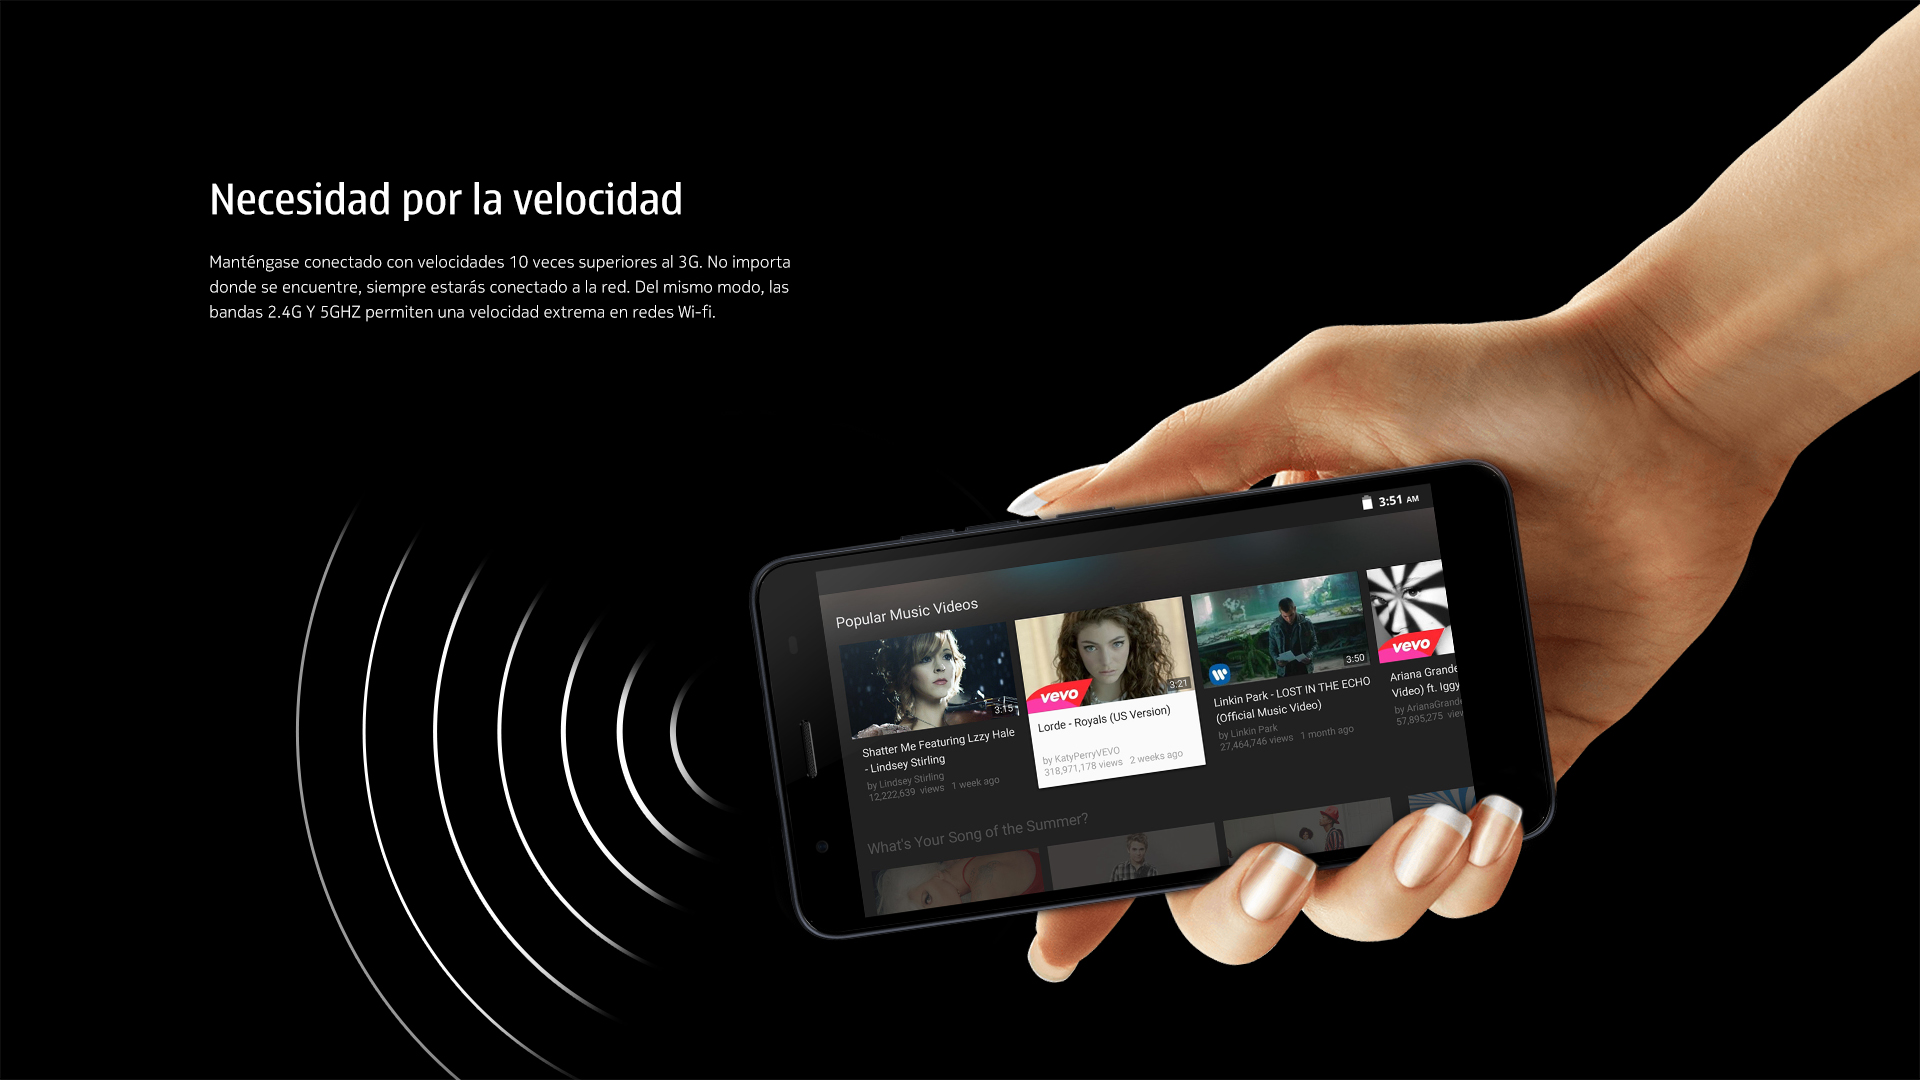 Necesidad por la velocidad
Manténgase conectado con velocidades 10 veces superiores al 3G. No importa
donde se encuentre, siempre estarás conectado a la red. Del mismo modo, las
bandas 2.4G Y 5GHZ permiten una velocidad extrema en redes Wi-fi.
3:51 AM
Popular Music Videos
3:15
Shatter Me Featuring Lzzy Hale
- Lindsey Stirling
by Lindsey Stirling
12,222,639 views 1 week ago
vevo
3:21
Lorde - Royals (US Version)
by KatyPerryVEVO
318,971,178 views 2 weeks ago
3:50
Linkin Park - LOST IN THE ECHO
(Official Music Video)
by Linkin Park
27,464,746 views 1 month ago
vevo
Ariana Grande
Video) ft. Iggy
by ArianaGrande
57,895,275 view
What's Your Song of the Summer?